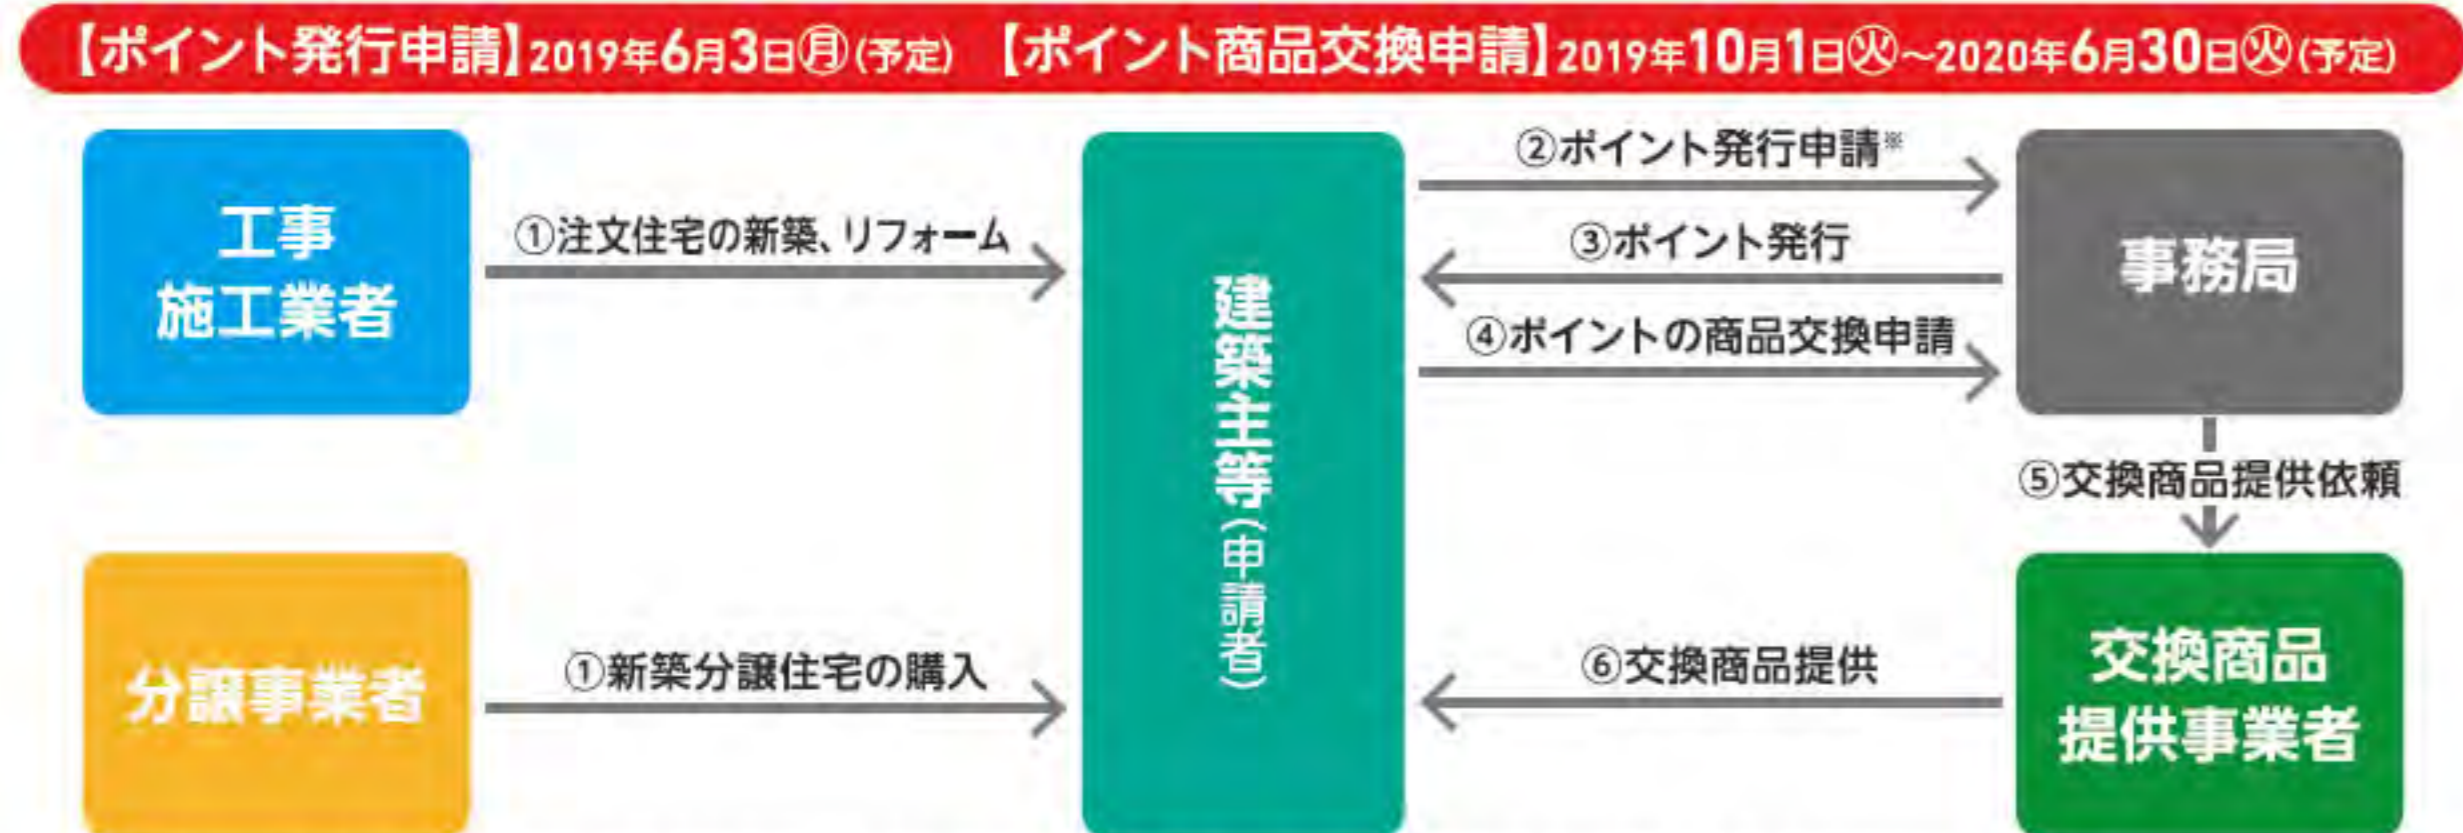 【ポイント発行申請】2019年6月3日㊊(予定) 【ポイント商品交換申請】2019年10月1日㊋～2020年6月30日㊋(予定)
工事
施工業者
①注文住宅の新築、リフォーム
分譲事業者
①新築分譲住宅の購入
建築主等(申請者)
②ポイント発行申請※
③ポイント発行
④ポイントの商品交換申請
事務局
⑤交換商品提供依頼
⑥交換商品提供
交換商品
提供事業者